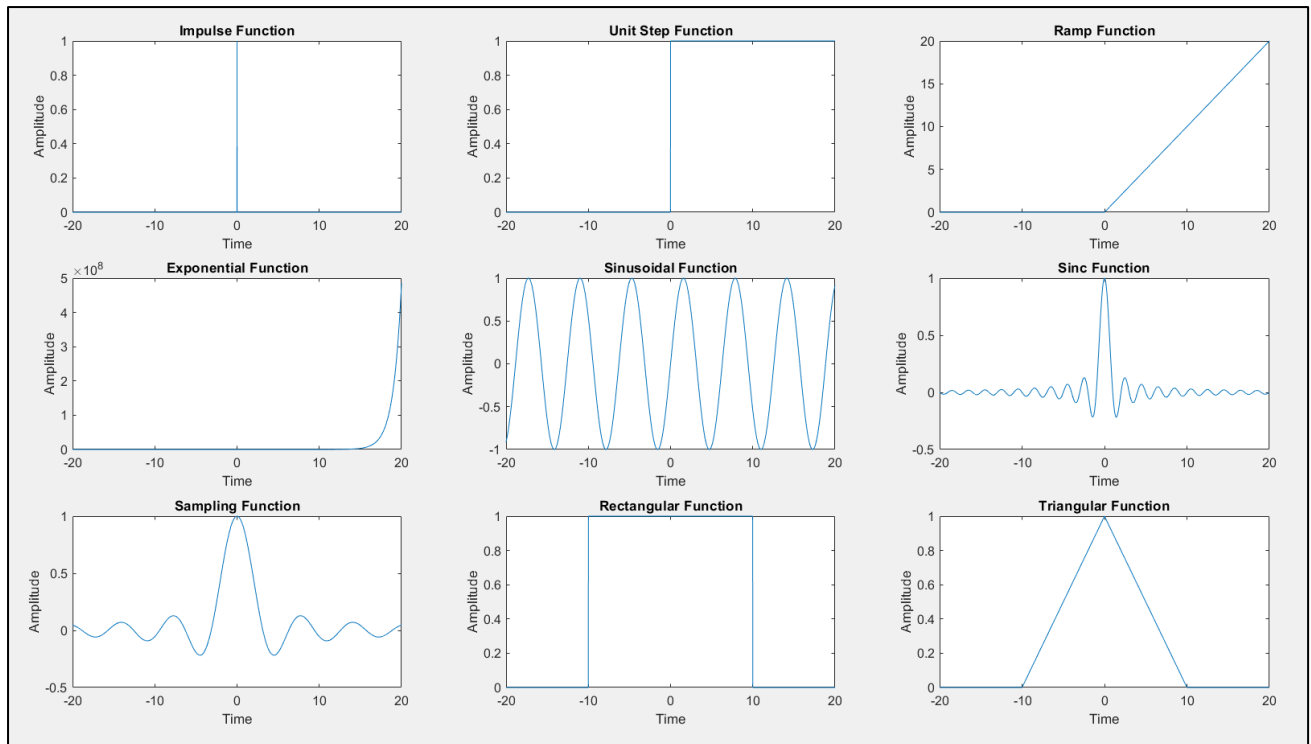 Impulse Function
Amplitude
1
0.8
0.6
0.4
0.2
0
-20 -10 0 10 20
Time
Unit Step Function
Amplitude
1
0.8
0.6
0.4
0.2
0
-20 -10 0 10 20
Time
Ramp Function
Amplitude
20
15
10
5
0
-20 -10 0 10 20
Time
Exponential Function
×10^8
Amplitude
5
4
3
2
1
0
-20 -10 0 10 20
Time
Sinusoidal Function
Amplitude
1
0.5
0
-0.5
-1
-20 -10 0 10 20
Time
Sinc Function
Amplitude
1
0.5
0
-0.5
-20 -10 0 10 20
Time
Sampling Function
Amplitude
1
0.5
0
-0.5
-20 -10 0 10 20
Time
Rectangular Function
Amplitude
1
0.8
0.6
0.4
0.2
0
-20 -10 0 10 20
Time
Triangular Function
Amplitude
1
0.8
0.6
0.4
0.2
0
-20 -10 0 10 20
Time